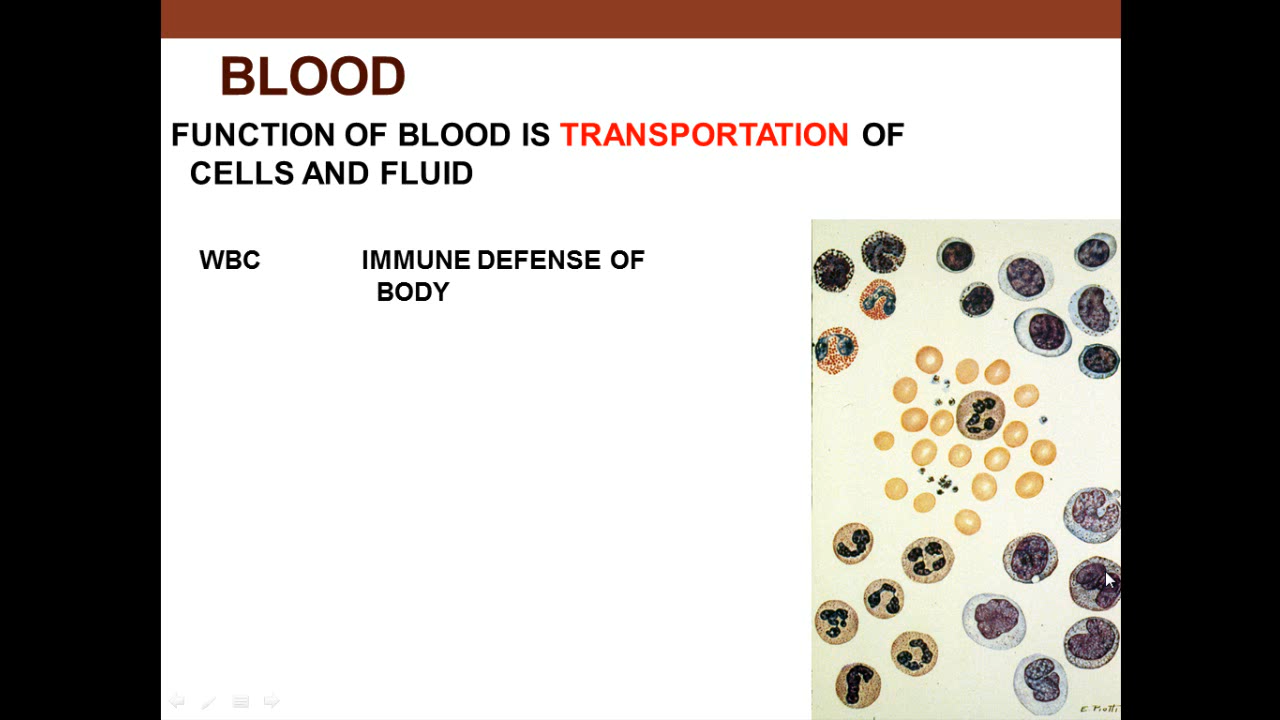 BLOOD
FUNCTION OF BLOOD IS TRANSPORTATION OF
CELLS AND FLUID
WBC IMMUNE DEFENSE OF
BODY